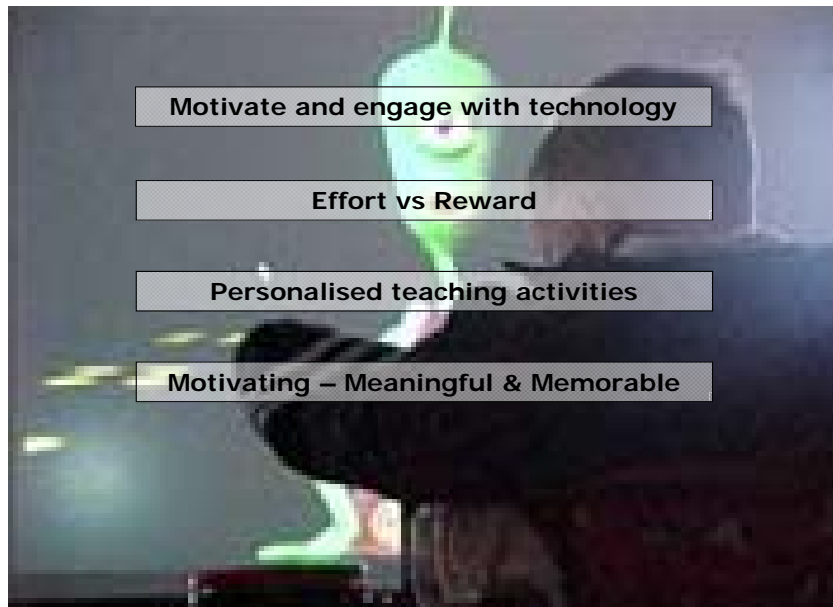 Motivate and engage with technology
Effort vs Reward
Personalised teaching activities
Motivating – Meaningful & Memorable